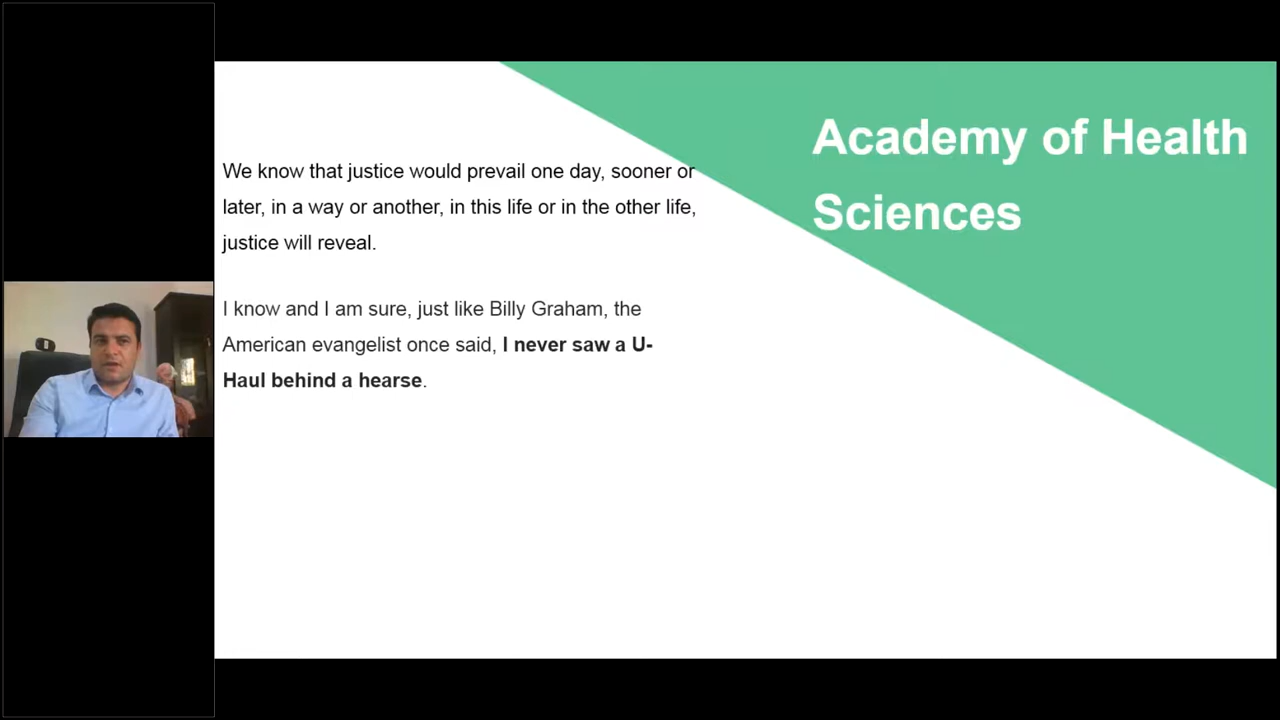 Academy of Health
Sciences
We know that justice would prevail one day, sooner or
later, in a way or another, in this life or in the other life,
justice will reveal.
I know and I am sure, just like Billy Graham, the
American evangelist once said, I never saw a U-
Haul behind a hearse.